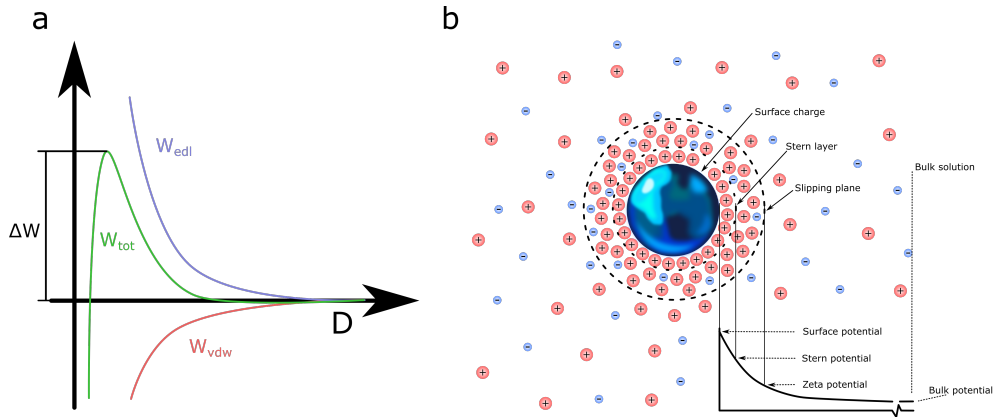 a
b
W_edl
ΔW
W_tot
D
W_vdw
Surface charge
Stern layer
Slipping plane
Bulk solution
Surface potential
Stern potential
Zeta potential
Bulk potential